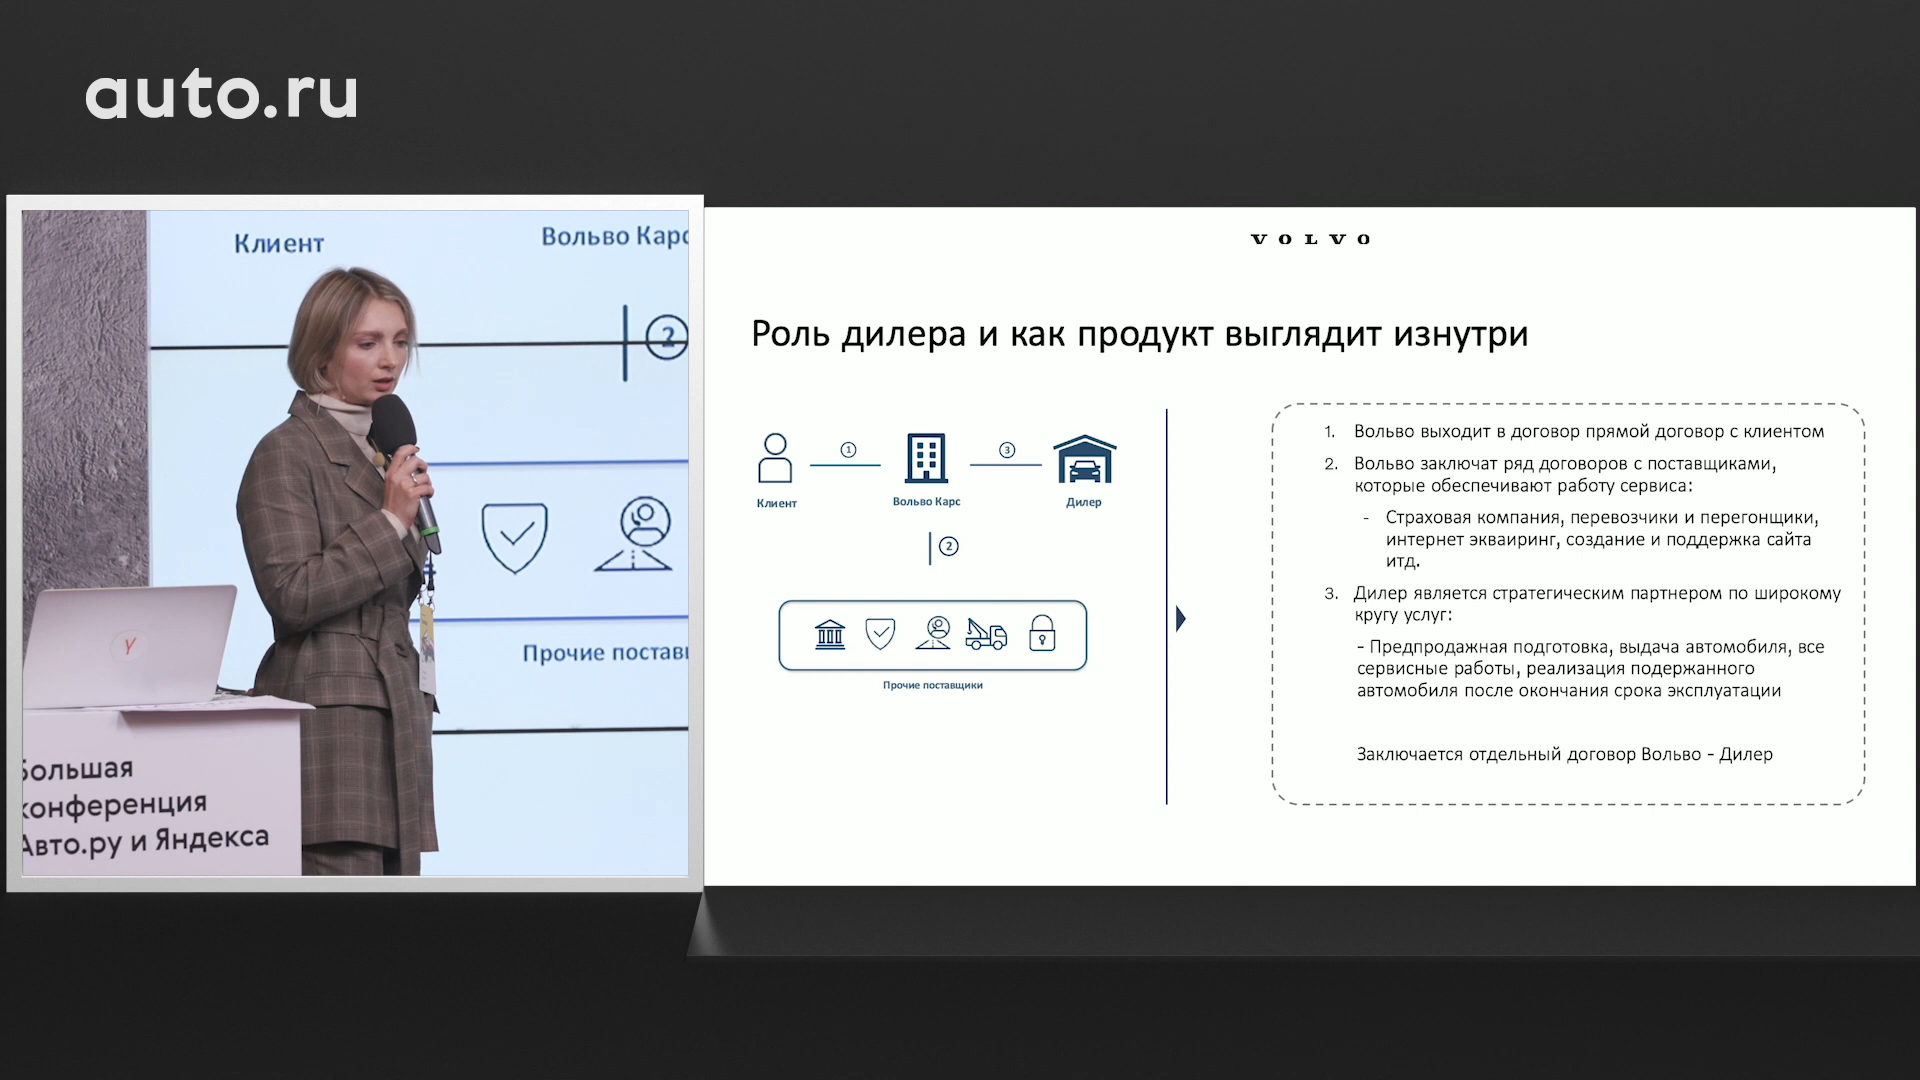 auto.ru
Клиент
Вольво Карс
2
Прочие
Y
Большая
конференция
Авто.ру и Яндекса
VOLVO
Роль дилера и как продукт выглядит изнутри
1
3
Клиент
Вольво Карс
Дилер
2
Прочие поставщики
1. Вольво выходит в договор прямой договор с клиентом
2. Вольво заключат ряд договоров с поставщиками,
которые обеспечивают работу сервиса:
- Страховая компания, перевозчики и перегонщики,
интернет экваиринг, создание и поддержка сайта
итд.
3. Дилер является стратегическим партнером по широкому
кругу услуг:
- Предпродажная подготовка, выдача автомобиля, все
сервисные работы, реализация подержанного
автомобиля после окончания срока эксплуатации
Заключается отдельный договор Вольво - Дилер